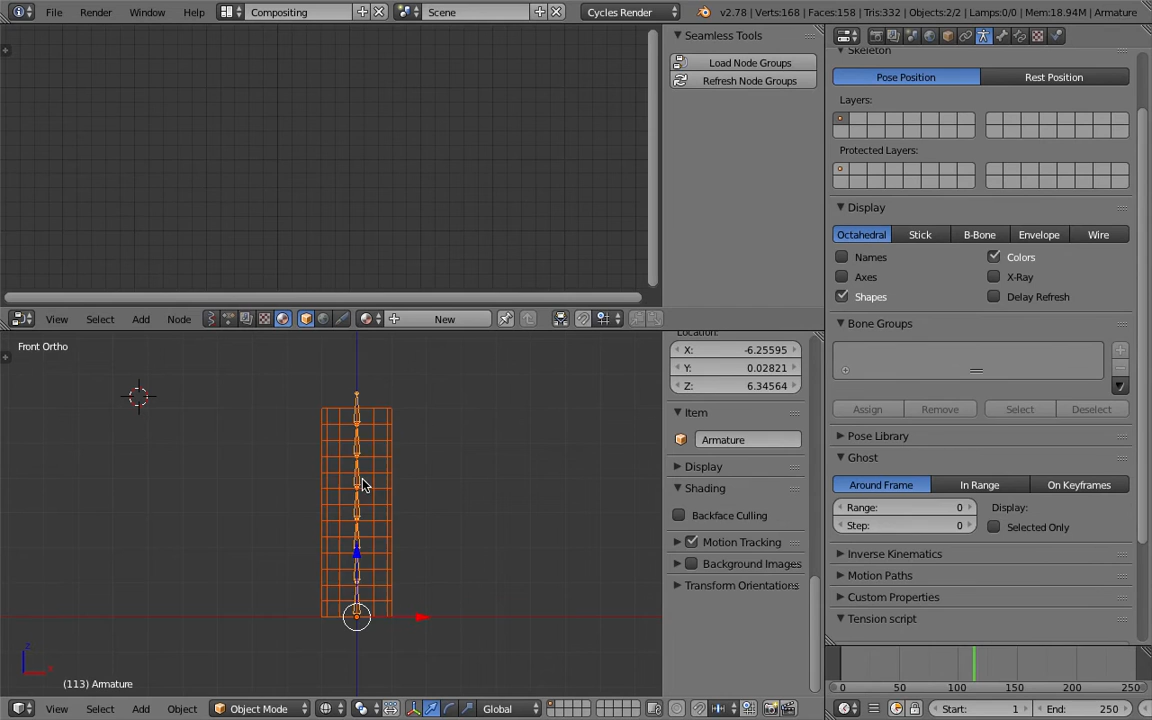 File Render Window Help Compositing Scene Cycles Render v2.78 | Verts:168 | Faces:158 | Tris:332 | Objects:2/2 | Lamps:0/0 | Mem:18.94M | Armature
Seamless Tools
Load Node Groups
Refresh Node Groups
View Select Add Node New
Front Ortho
(113) Armature
Location:
X: -6.25595
Y: 0.02821
Z: 6.34564
Item
Armature
Display
Shading
Backface Culling
Motion Tracking
Background Images
Transform Orientations
View Select Add Object Object Mode Global
Skeleton
Pose Position Rest Position
Layers:
Protected Layers:
Display
Octahedral Stick B-Bone Envelope Wire
Names Colors
Axes X-Ray
Shapes Delay Refresh
Bone Groups
Assign Remove Select Deselect
Pose Library
Ghost
Around Frame In Range On Keyframes
Range: 0 Display:
Step: 0 Selected Only
Inverse Kinematics
Motion Paths
Custom Properties
Tension script
0 50 100 150 200 250
Start: 1 End: 250